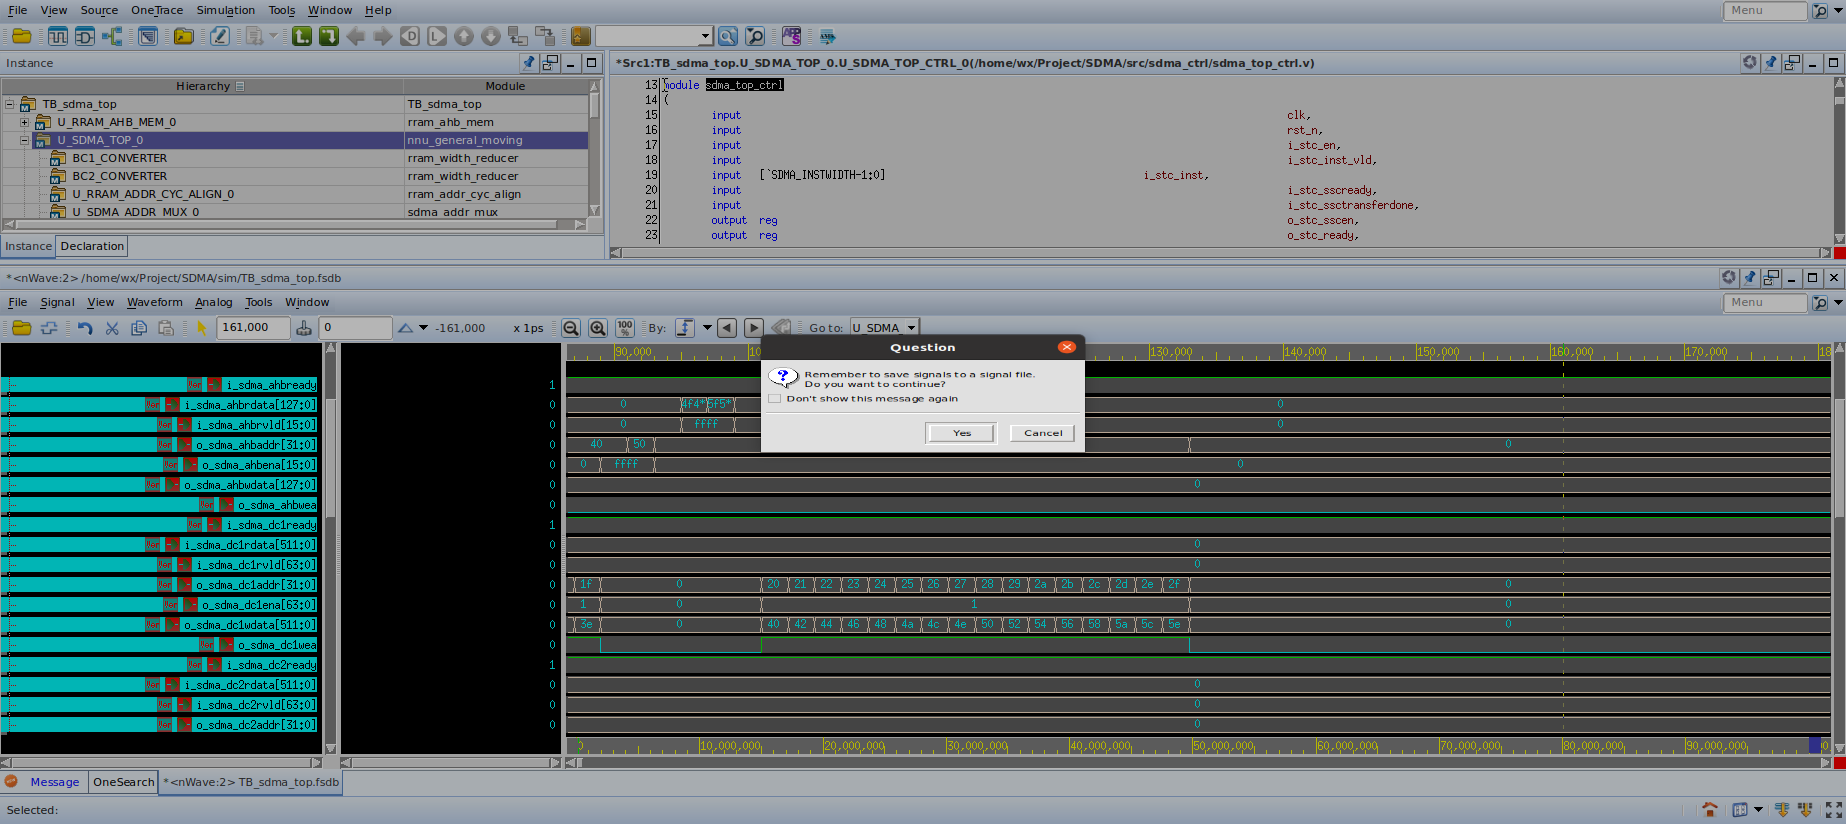 File View Source OneTrace Simulation Tools Window Help
Menu
Instance
*Src1:TB_sdma_top.U_SDMA_TOP_0.U_SDMA_TOP_CTRL_0(/home/wx/Project/SDMA/src/sdma_ctrl/sdma_top_ctrl.v)
Hierarchy Module
TB_sdma_top TB_sdma_top
U_RRAM_AHB_MEM_0 rram_ahb_mem
U_SDMA_TOP_0 nnu_general_moving
BC1_CONVERTER rram_width_reducer
BC2_CONVERTER rram_width_reducer
U_RRAM_ADDR_CYC_ALIGN_0 rram_addr_cyc_align
U_SDMA_ADDR_MUX_0 sdma_addr_mux
Instance Declaration
13 module sdma_top_ctrl
14 (
15 input clk,
16 input rst_n,
17 input i_stc_en,
18 input i_stc_inst_vld,
19 input [`SDMA_INSTWIDTH-1:0] i_stc_inst,
20 input i_stc_sscready,
21 input i_stc_ssctransferdone,
22 output reg o_stc_sscen,
23 output reg o_stc_ready,
*<nWave:2> /home/wx/Project/SDMA/sim/TB_sdma_top.fsdb
File Signal View Waveform Analog Tools Window
Menu
161,000 0 -161,000 x 1ps 100% By: Go to: U_SDMA_
90,000 130,000 140,000 150,000 160,000 170,000
Question
Remember to save signals to a signal file.
Do you want to continue?
Don't show this message again
Yes Cancel
i_sdma_ahbready 1
i_sdma_ahbrdata[127:0] 0 0 4f4* 5f5* 0
i_sdma_ahbrvld[15:0] 0 0 ffff 0
o_sdma_ahbaddr[31:0] 0 40 50 0
o_sdma_ahbena[15:0] 0 0 ffff 0
o_sdma_ahbwdata[127:0] 0 0
o_sdma_ahbwea 0
i_sdma_dc1ready 1
i_sdma_dc1rdata[511:0] 0 0
i_sdma_dc1rvld[63:0] 0 0
o_sdma_dc1addr[31:0] 0 1f 0 20 21 22 23 24 25 26 27 28 29 2a 2b 2c 2d 2e 2f 0
o_sdma_dc1ena[63:0] 0 1 0 1 0
o_sdma_dc1wdata[511:0] 0 3e 0 40 42 44 46 48 4a 4c 4e 50 52 54 56 58 5a 5c 5e 0
o_sdma_dc1wea 0
i_sdma_dc2ready 1
i_sdma_dc2rdata[511:0] 0 0
i_sdma_dc2rvld[63:0] 0 0
o_sdma_dc2addr[31:0] 0 0
0 10,000,000 20,000,000 30,000,000 40,000,000 50,000,000 60,000,000 70,000,000 80,000,000 90,000,000
Message OneSearch *<nWave:2> TB_sdma_top.fsdb
Selected: